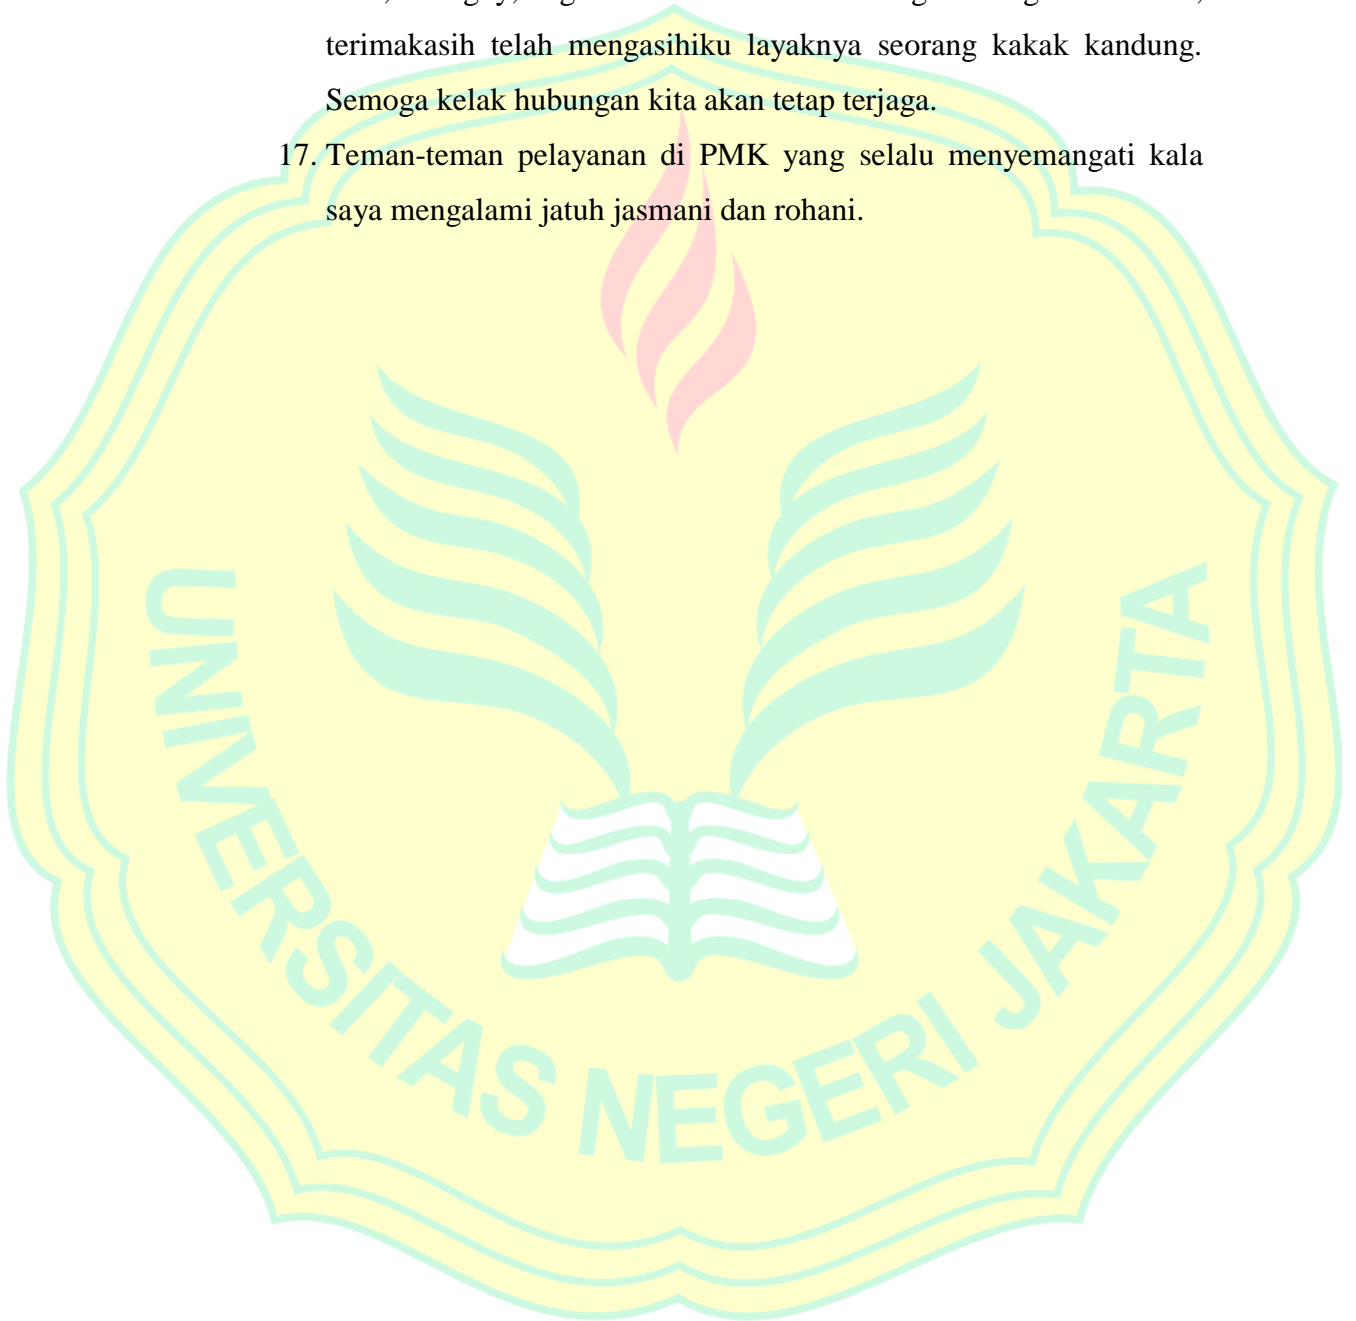 terimakasih telah mengasihiku layaknya seorang kakak kandung.
Semoga kelak hubungan kita akan tetap terjaga.
17. Teman-teman pelayanan di PMK yang selalu menyemangati kala
saya mengalami jatuh jasmani dan rohani.
UNIVERSITAS NEGERI JAKARTA